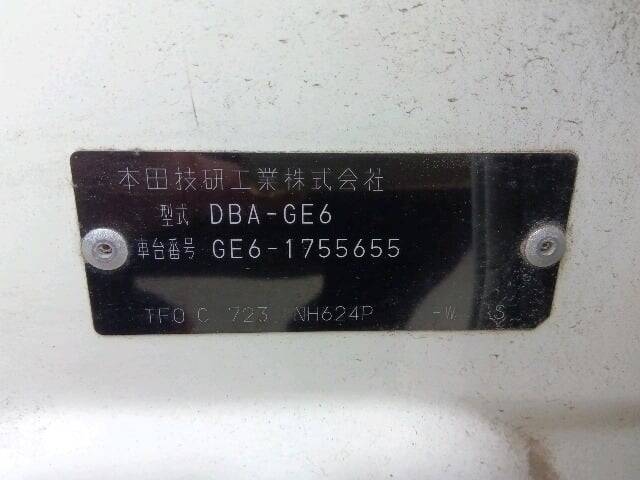 本田技研工業株式会社
型式 DBA-GE6
車台番号 GE6-1755655
TF0 C 723 NH624P -W S